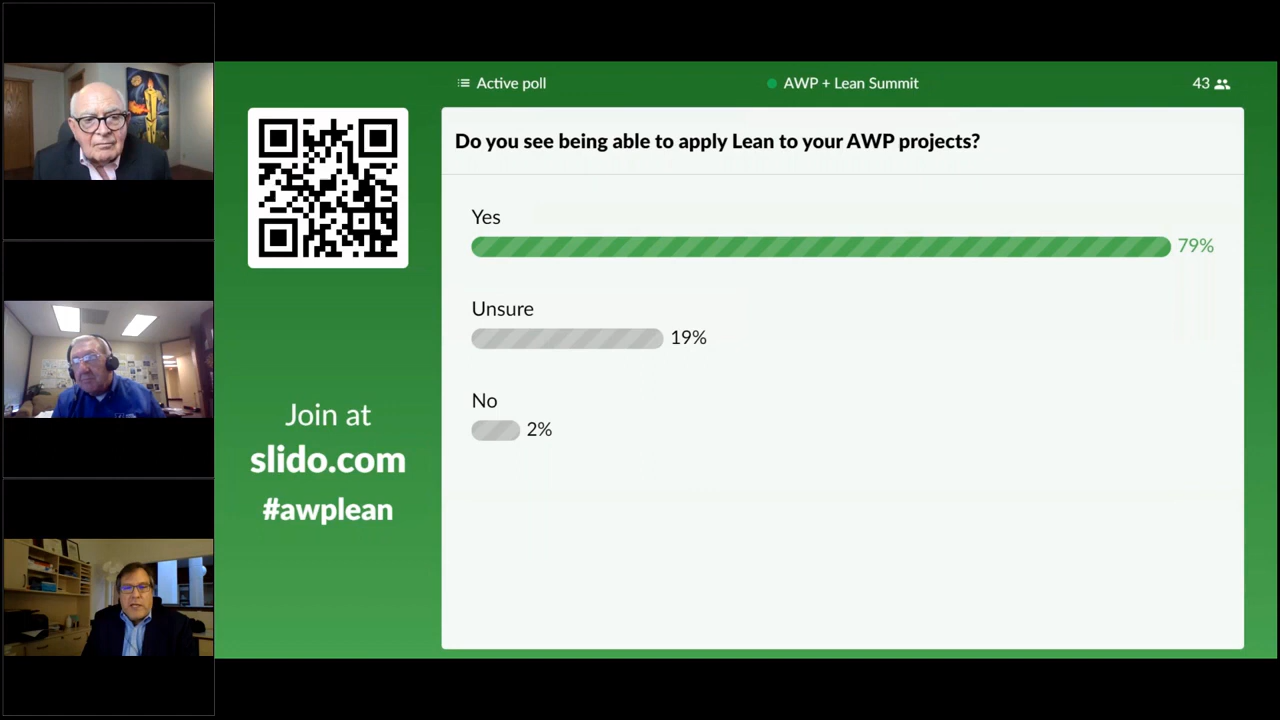 Active poll
AWP + Lean Summit
43
Do you see being able to apply Lean to your AWP projects?
Yes
79%
Unsure
19%
No
2%
Join at
slido.com
#awplean